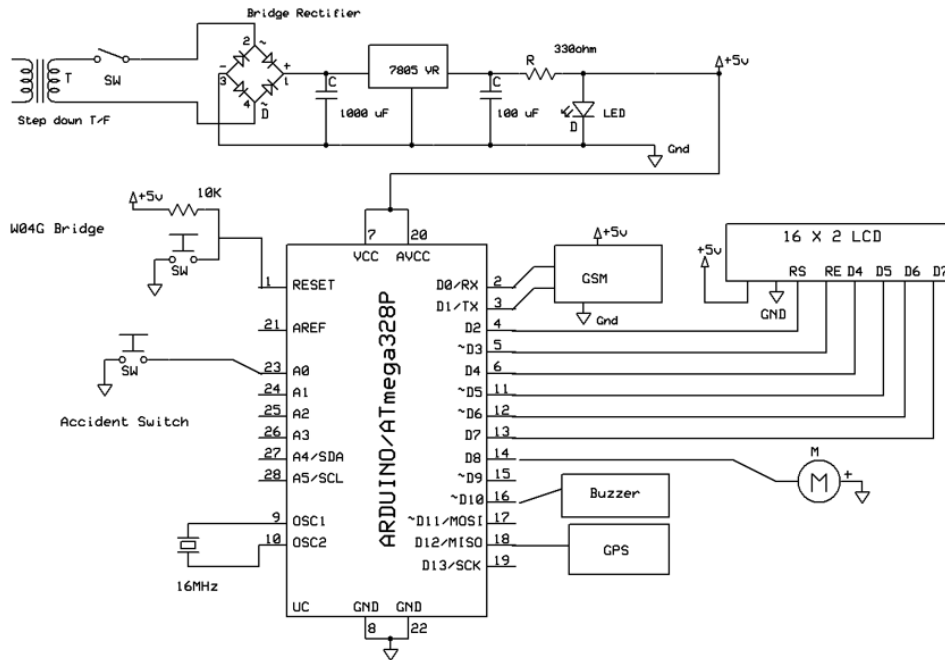 Bridge Rectifier
2 ~
T
SW
- +
3 1
4 ~
D
Step down T/F
C
1000 uF
7805 VR
C
100 uF
R
330ohm
D
LED
+5v
Gnd
+5v
10K
W04G Bridge
SW
SW
Accident Switch
16MHz
7 20
VCC AVCC
1 RESET
21 AREF
23 A0
24 A1
25 A2
26 A3
27 A4/SDA
28 A5/SCL
9 OSC1
10 OSC2
ARDUINO/ATmega328P
D0/RX 2
D1/TX 3
D2 4
~D3 5
D4 6
~D5 11
~D6 12
D7 13
D8 14
~D9 15
~D10 16
~D11/MOSI 17
D12/MISO 18
D13/SCK 19
UC GND GND
8 22
+5v
GSM
Gnd
+5v
16 X 2 LCD
RS RE D4 D5 D6 D7
GND
M
M +
Buzzer
GPS